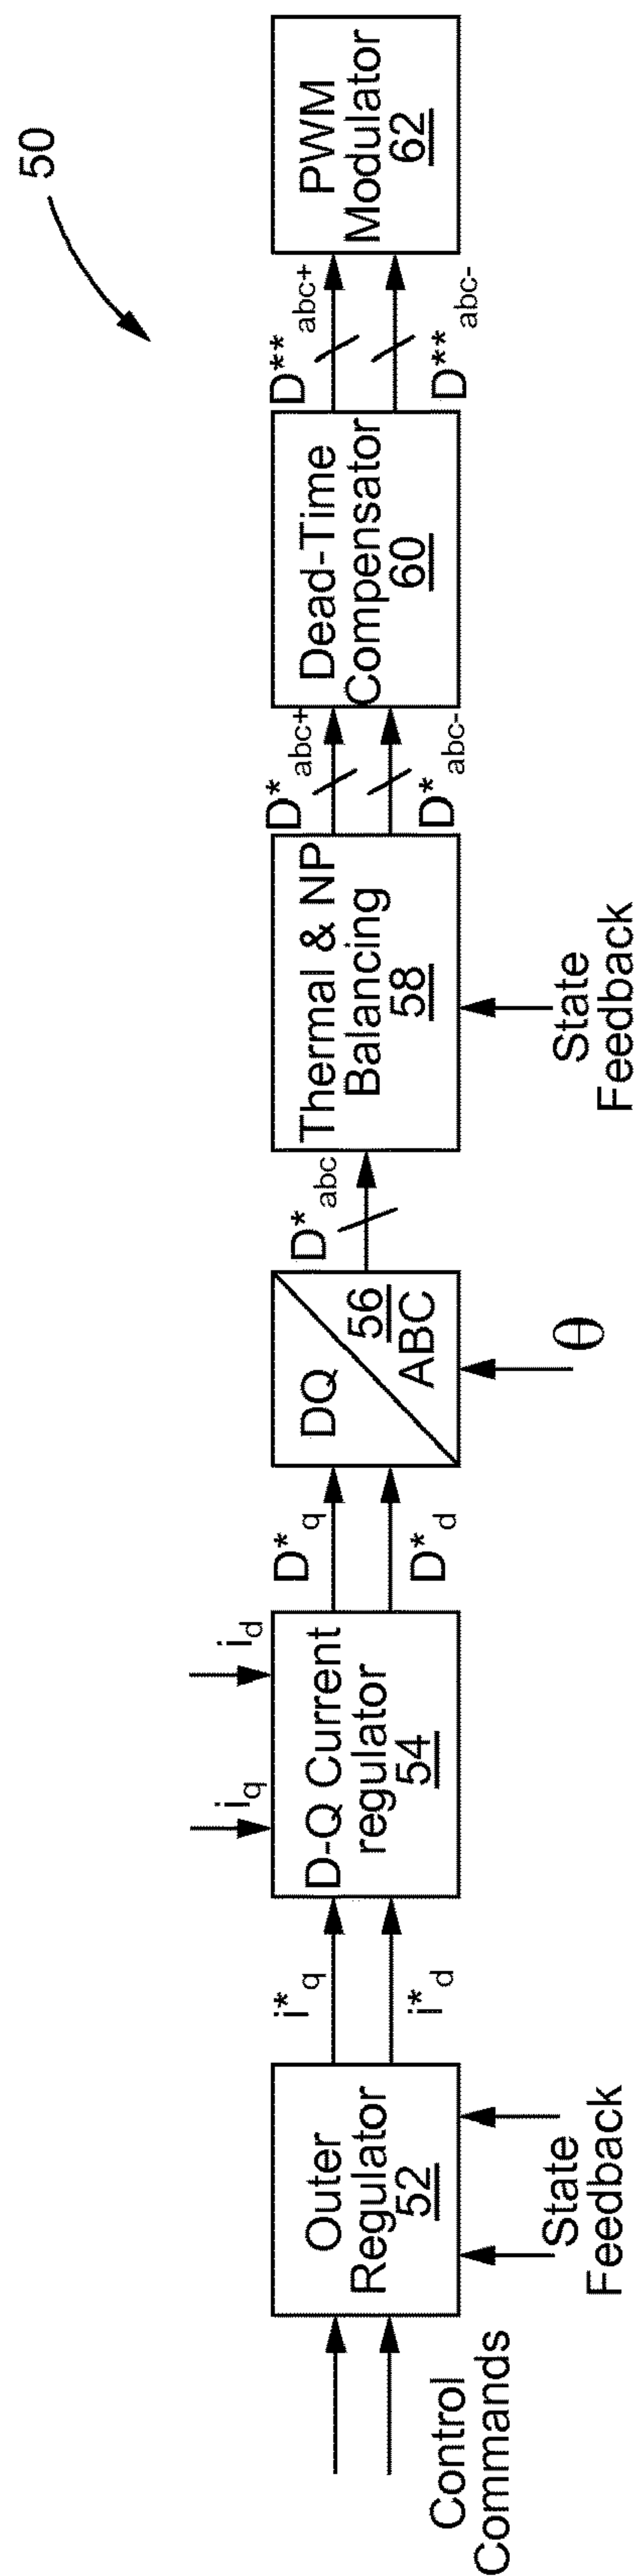 50
Control
Commands
Outer
Regulator
52
State
Feedback
i*q
i*d
iq
id
D-Q Current
regulator
54
D*q
D*d
DQ
56
ABC
θ
D*abc
Thermal & NP
Balancing
58
State
Feedback
D*abc+
D*abc-
Dead-Time
Compensator
60
D**abc+
D**abc-
PWM
Modulator
62